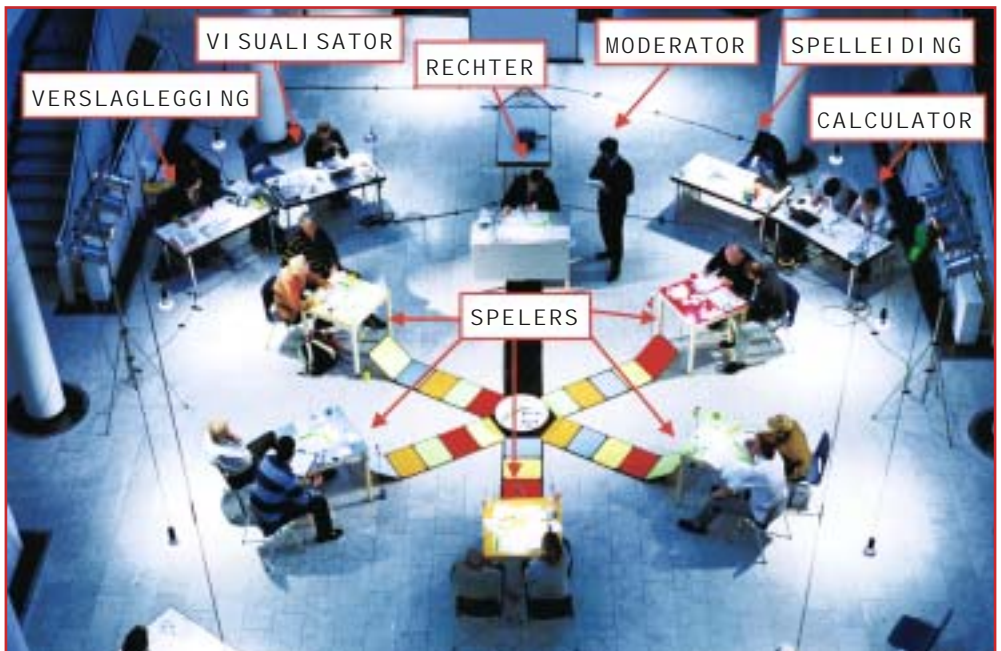 VISUALISATOR
RECHTER
MODERATOR
SPELLEIDING
VERSLAGLEGGING
CALCULATOR
SPELERS